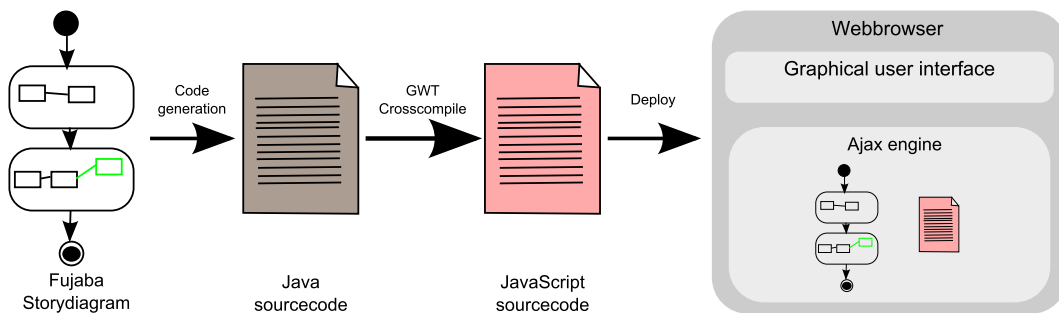 Code
generation
GWT
Crosscompile
Deploy
Webbrowser
Graphical user interface
Ajax engine
Fujaba
Storydiagram
Java
sourcecode
JavaScript
sourcecode